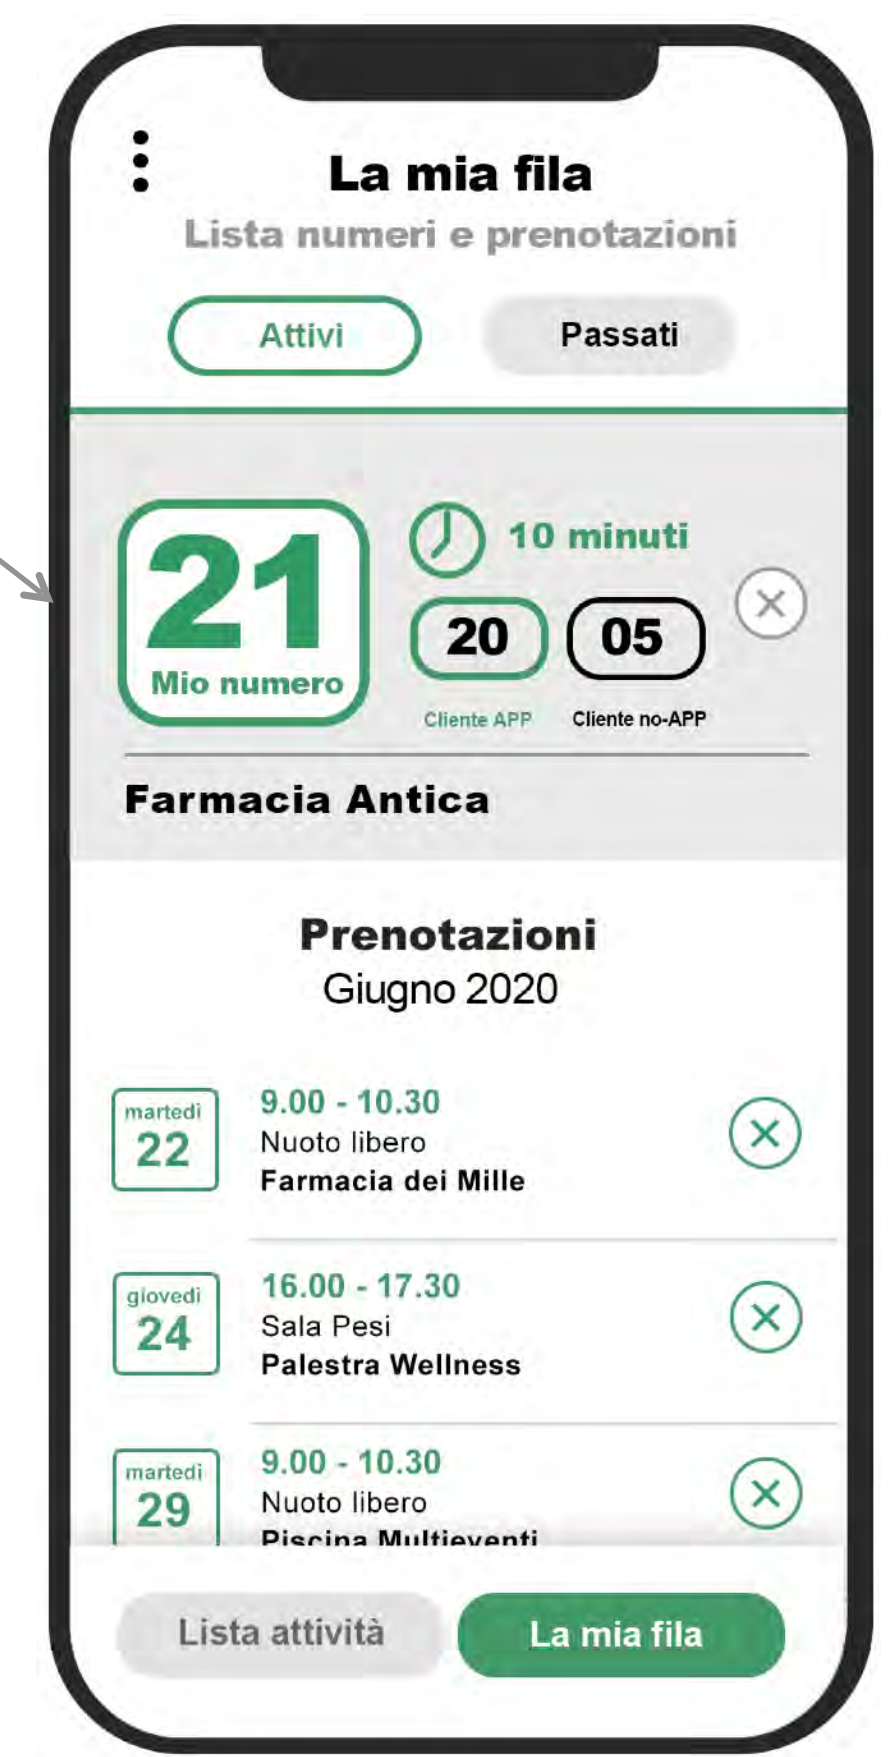 La mia fila
Lista numeri e prenotazioni
Attivi
Passati
21
Mio numero
10 minuti
20
05
Cliente APP
Cliente no-APP
Farmacia Antica
Prenotazioni
Giugno 2020
martedì
22
9.00 - 10.30
Nuoto libero
Farmacia dei Mille
giovedì
24
16.00 - 17.30
Sala Pesi
Palestra Wellness
martedì
29
9.00 - 10.30
Nuoto libero
Piscina Multieventi
Lista attività
La mia fila